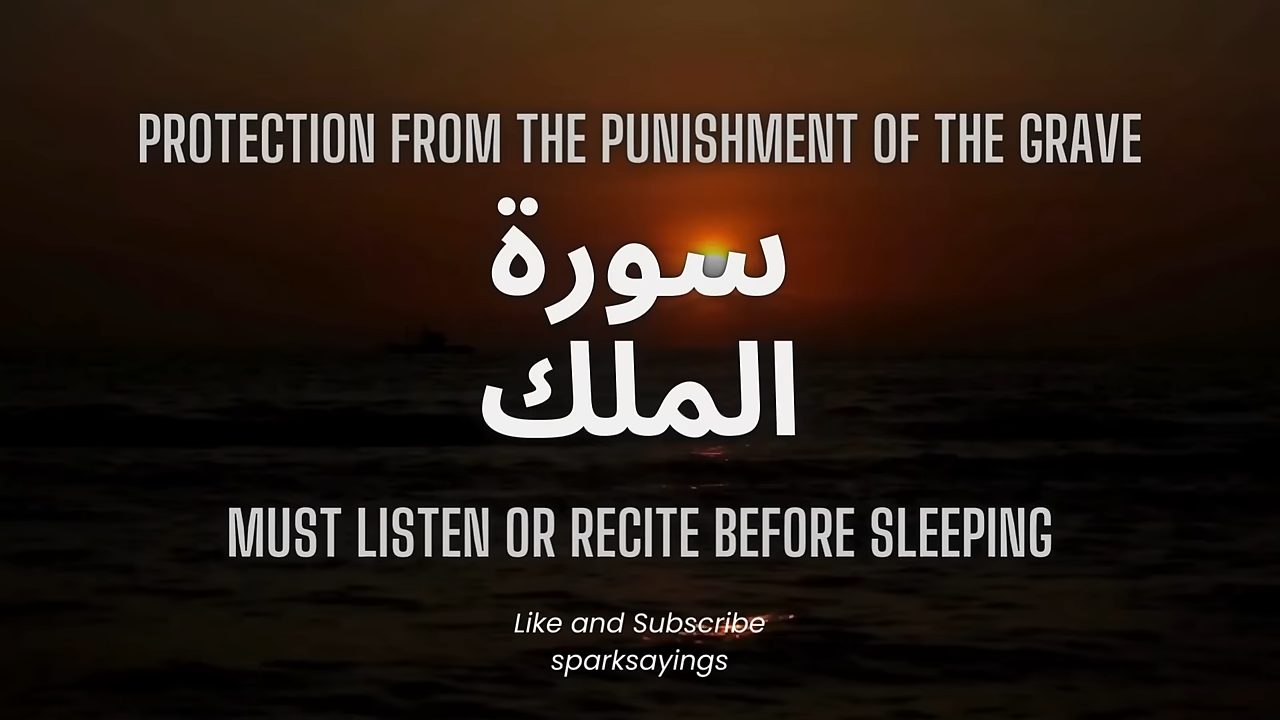 PROTECTION FROM THE PUNISHMENT OF THE GRAVE
سورة
الملك
MUST LISTEN OR RECITE BEFORE SLEEPING
Like and Subscribe
sparksayings